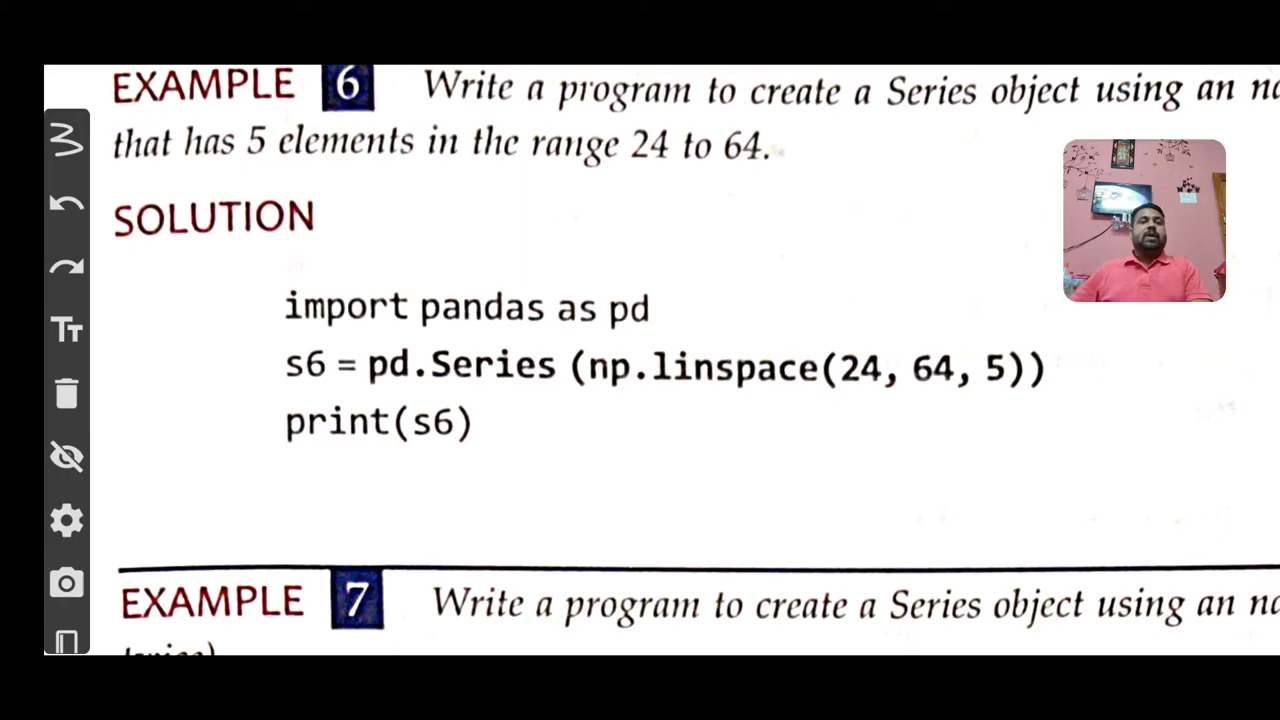 EXAMPLE 6 Write a program to create a Series object using an
that has 5 elements in the range 24 to 64.
SOLUTION
import pandas as pd
s6 = pd.Series (np.linspace(24, 64, 5))
print(s6)
EXAMPLE 7 Write a program to create a Series object using an